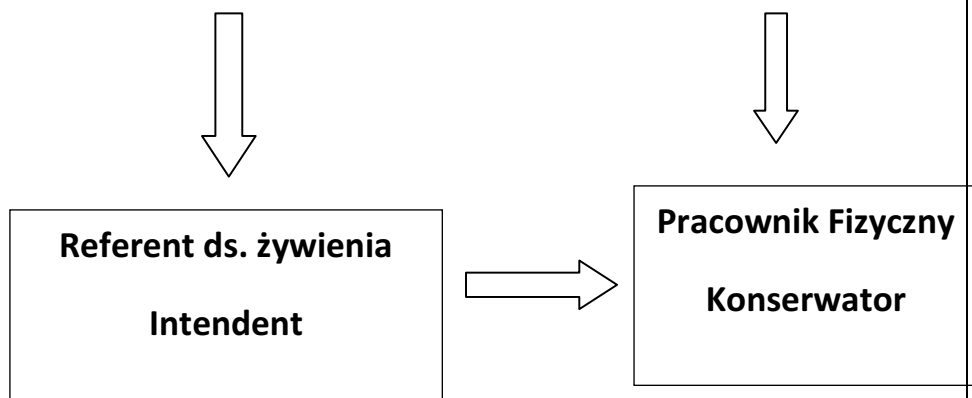 Referent ds. żywienia
Intendent
Pracownik Fizyczny
Konserwator